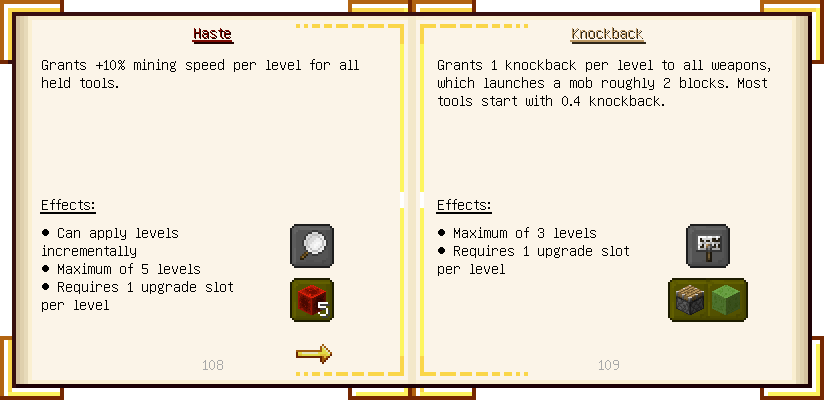 Haste
Grants +10% mining speed per level for all
held tools.
Effects:
• Can apply levels
incrementally
• Maximum of 5 levels
• Requires 1 upgrade slot
per level
5
108
Knockback
Grants 1 knockback per level to all weapons,
which launches a mob roughly 2 blocks. Most
tools start with 0.4 knockback.
Effects:
• Maximum of 3 levels
• Requires 1 upgrade slot
per level
109